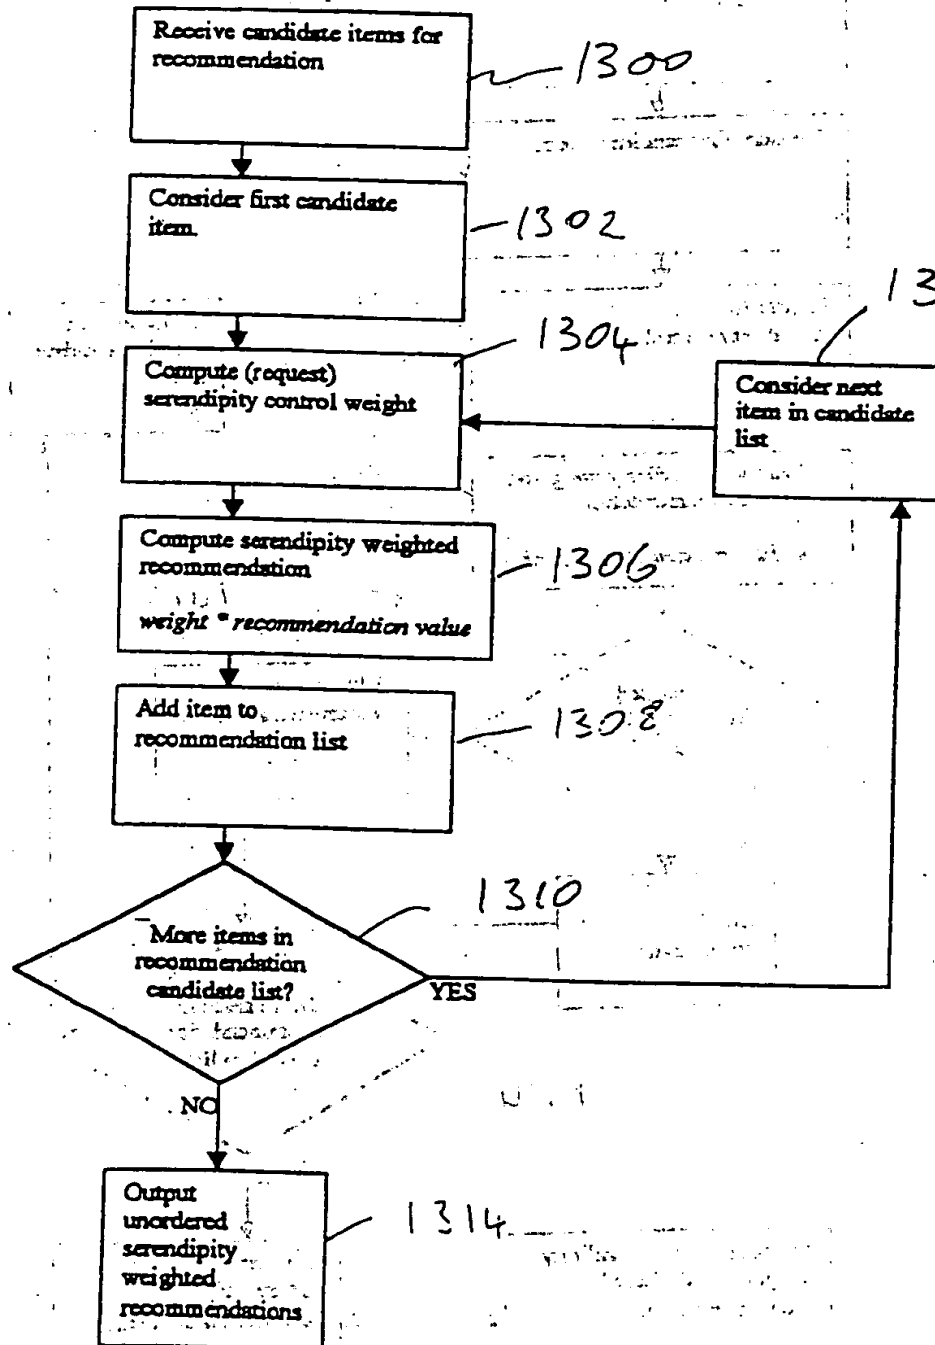 Receive candidate items for
recommendation
1300
Consider first candidate
item.
1302
Compute (request)
serendipity control weight
1304
13
Consider next
item in candidate
list
Compute serendipity weighted
recommendation
weight * recommendation value
1306
Add item to
recommendation list
1308
More items in
recommendation
candidate list?
1310
YES
NO
Output
unordered
serendipity
weighted
recommendations
1314